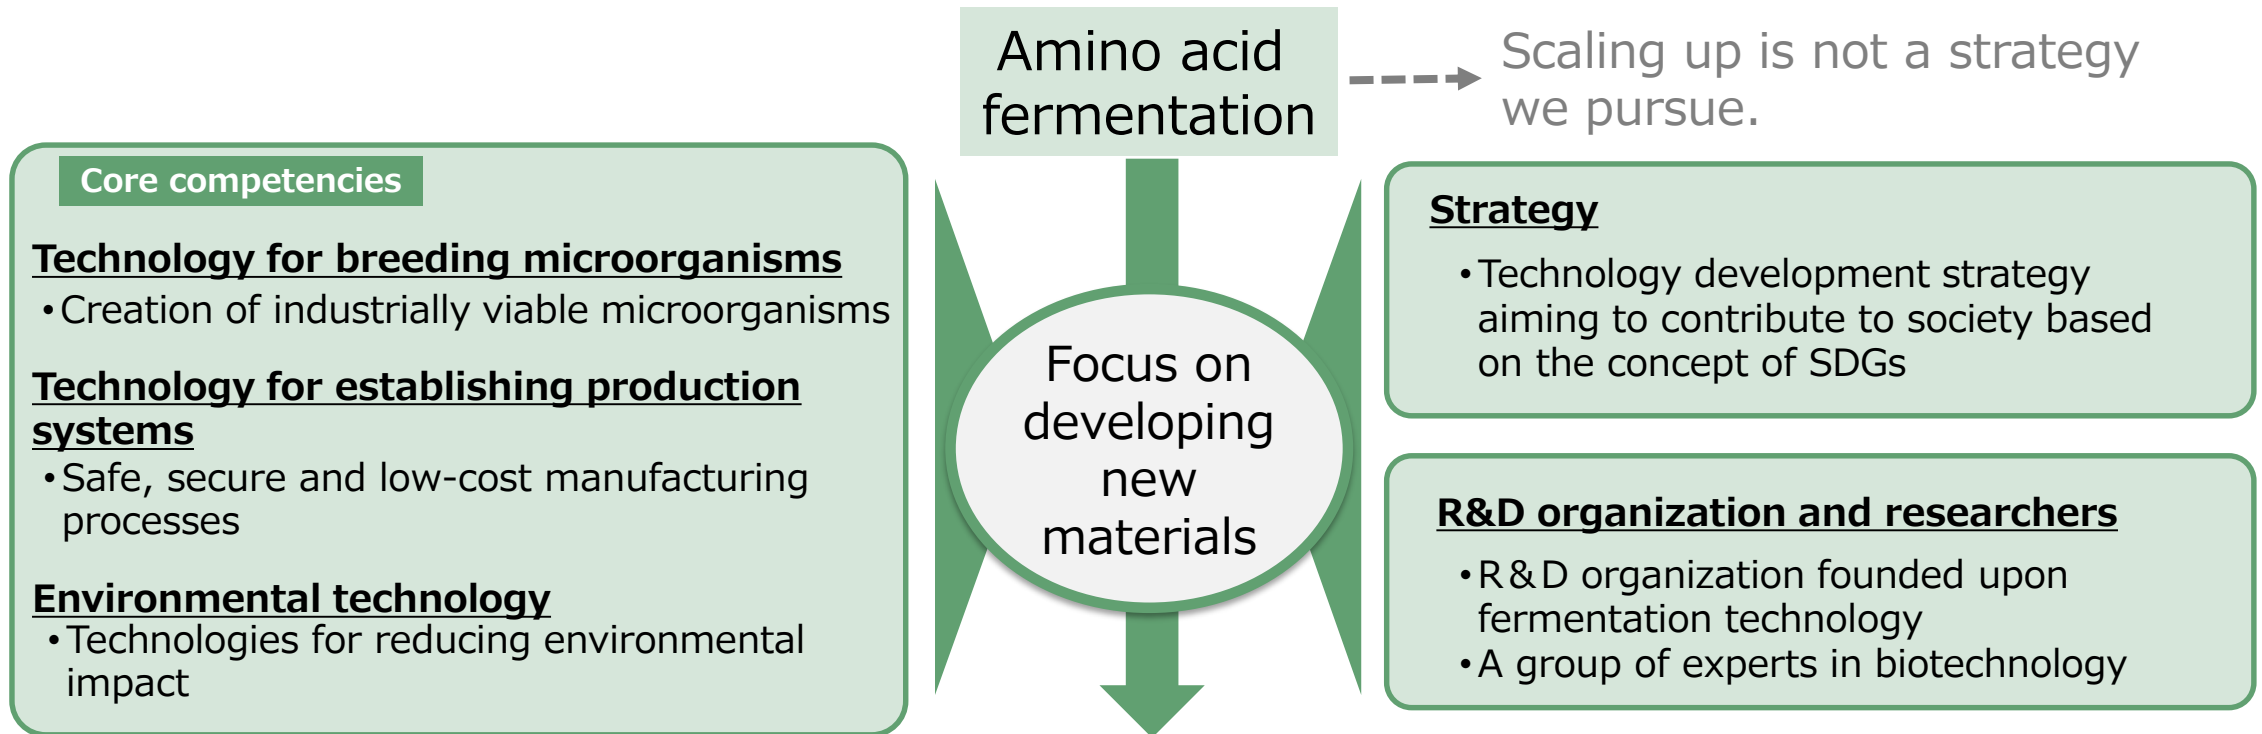 Amino acid
fermentation
Scaling up is not a strategy
we pursue.
Core competencies
Technology for breeding microorganisms
・Creation of industrially viable microorganisms
Technology for establishing production
systems
・Safe, secure and low-cost manufacturing
processes
Environmental technology
・Technologies for reducing environmental
impact
Focus on
developing
new
materials
Strategy
・Technology development strategy
aiming to contribute to society based
on the concept of SDGs
R&D organization and researchers
・R＆D organization founded upon
fermentation technology
・A group of experts in biotechnology